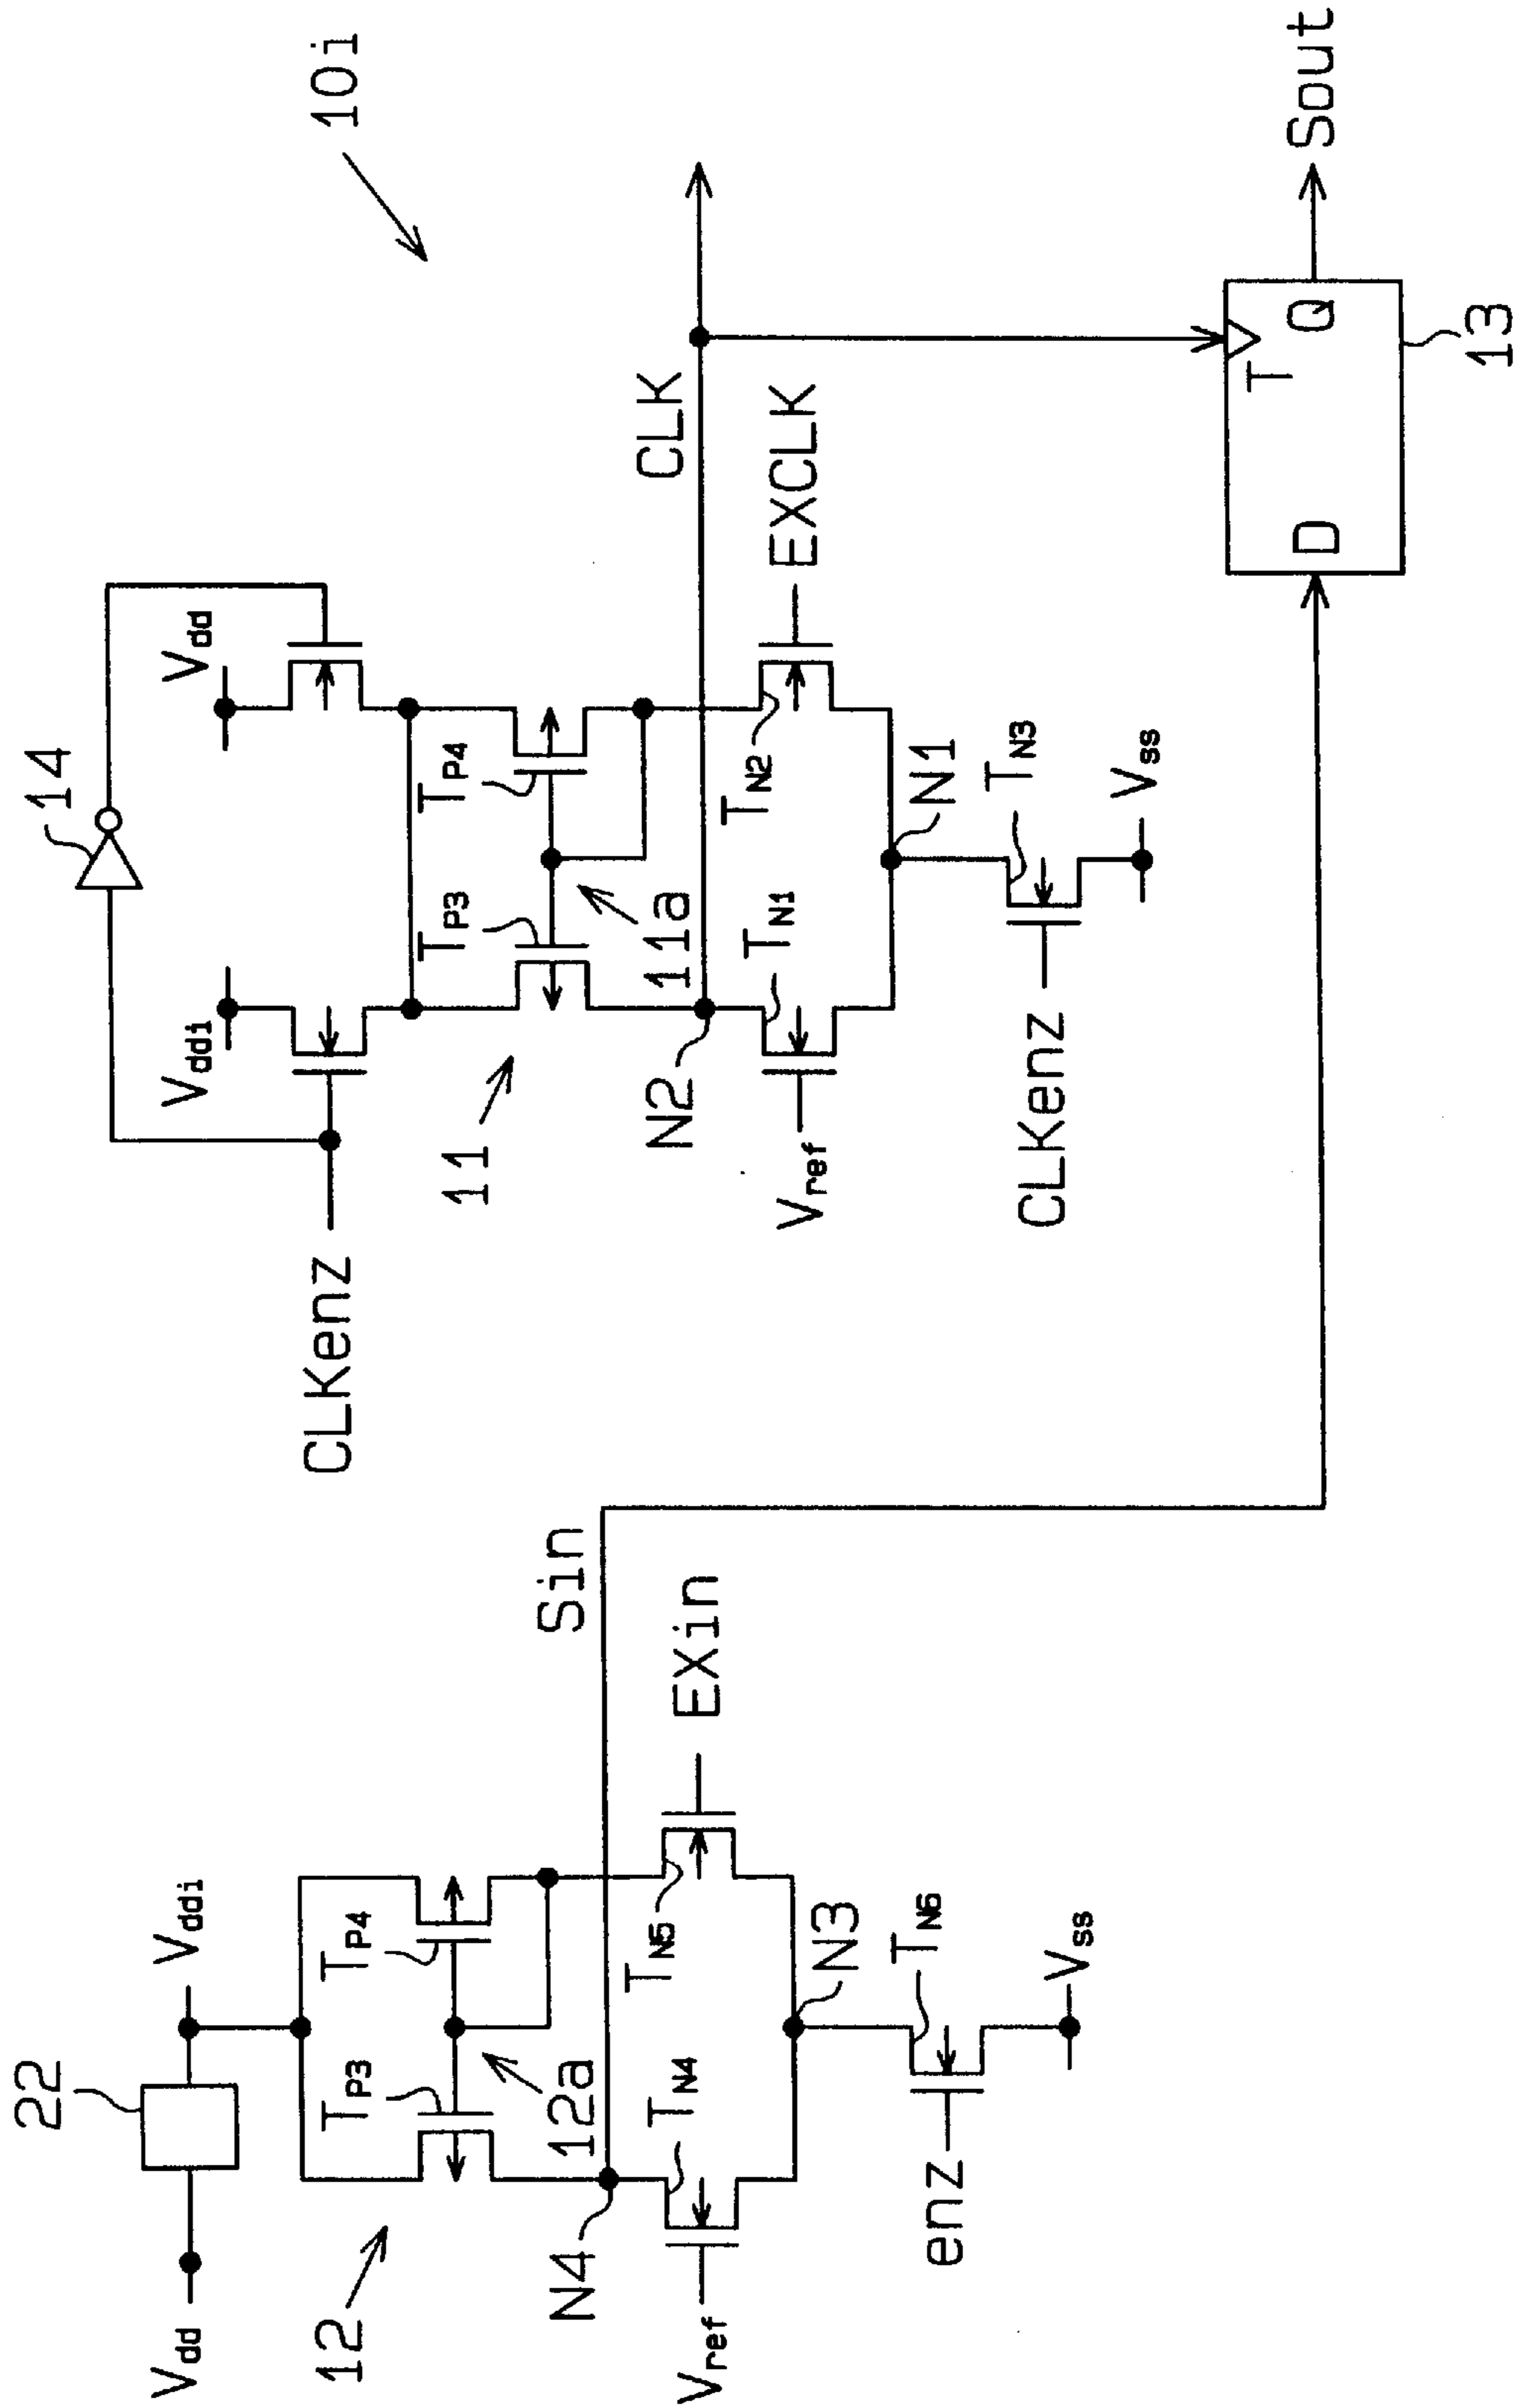 10i
14
Vddi
Vdd
CLKenz
TP3
TP4
11
11a
CLK
N2
TN1
TN2
Vref
EXCLK
N1
CLKenz
TN3
Vss
22
Vdd
Vddi
TP3
TP4
12
12a
Sin
N4
TN4
TN5
Vref
EXin
N3
enz
TN6
Vss
D
T
Q
Sout
13